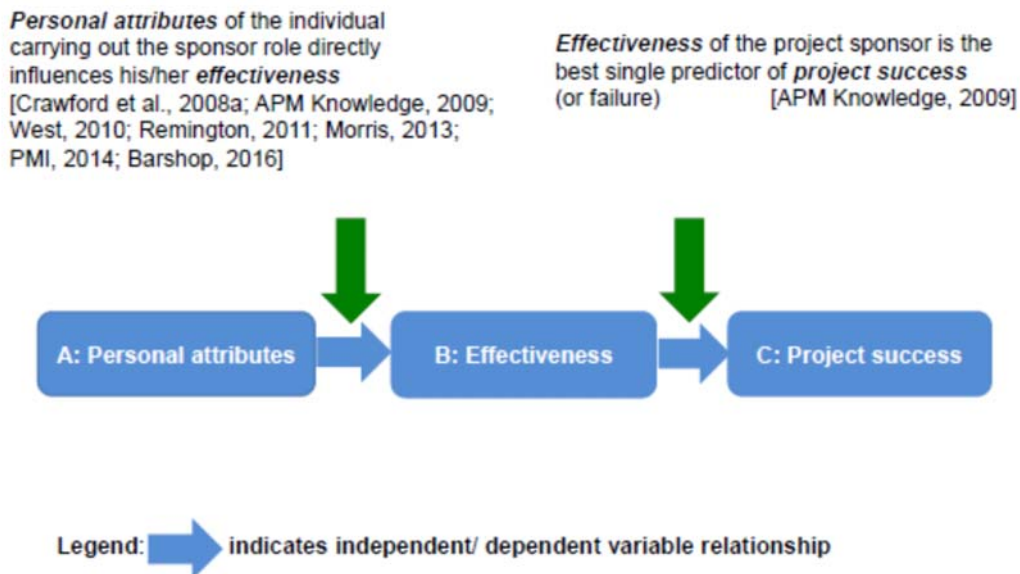 Personal attributes of the individual
carrying out the sponsor role directly
influences his/her effectiveness
[Crawford et al., 2008a; APM Knowledge, 2009;
West, 2010; Remington, 2011; Morris, 2013;
PMI, 2014; Barshop, 2016]
Effectiveness of the project sponsor is the
best single predictor of project success
(or failure) [APM Knowledge, 2009]
A: Personal attributes
B: Effectiveness
C: Project success
Legend: indicates independent/ dependent variable relationship